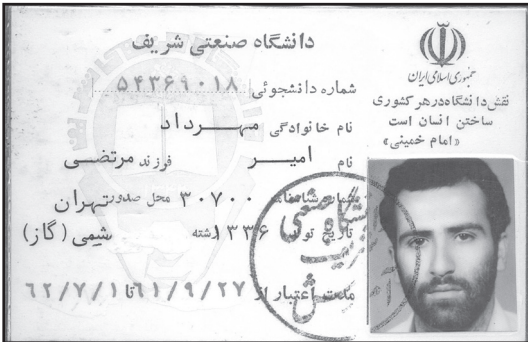 دانشگاه صنعتی شریف
جمهوری اسلامی ایران
نقش دانشگاه در هر کشوری
ساختن انسان است
«امام خمینی»
شماره دانشجوئی ۵۴۳۶۹۰۱۸
نام خانوادگی مهرداد
نام امیر فرزند مرتضی
شماره شناسنامه ۳۰۷۰۰ محل صدور تهران
تاریخ تولد ۱۳۳۶ رشته شیمی (گاز)
مدت اعتبار از ۶۱/۹/۲۷ تا ۶۲/۷/۱